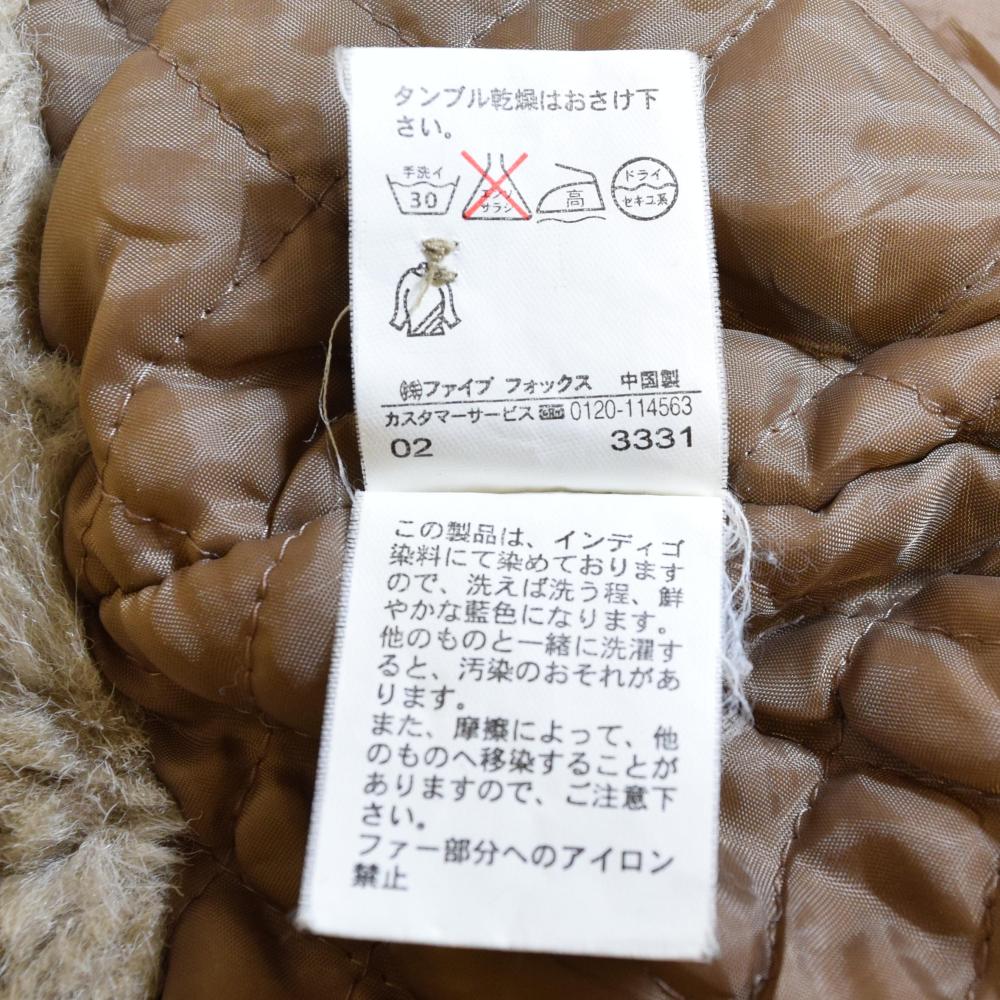 タンブル乾燥はおさけ下
さい。
手洗イ
30
エンソ
サラシ
高
ドライ
セキユ系
㈱ファイブ フォックス 中国製
カスタマーサービス 0120-114563
02 3331
この製品は、インディゴ
染料にて染めております
ので、洗えば洗う程、鮮
やかな藍色になります。
他のものと一緒に洗濯す
ると、汚染のおそれがあ
ります。
また、摩擦によって、他
のものへ移染することが
ありますので、ご注意下
さい。
ファー部分へのアイロン
禁止